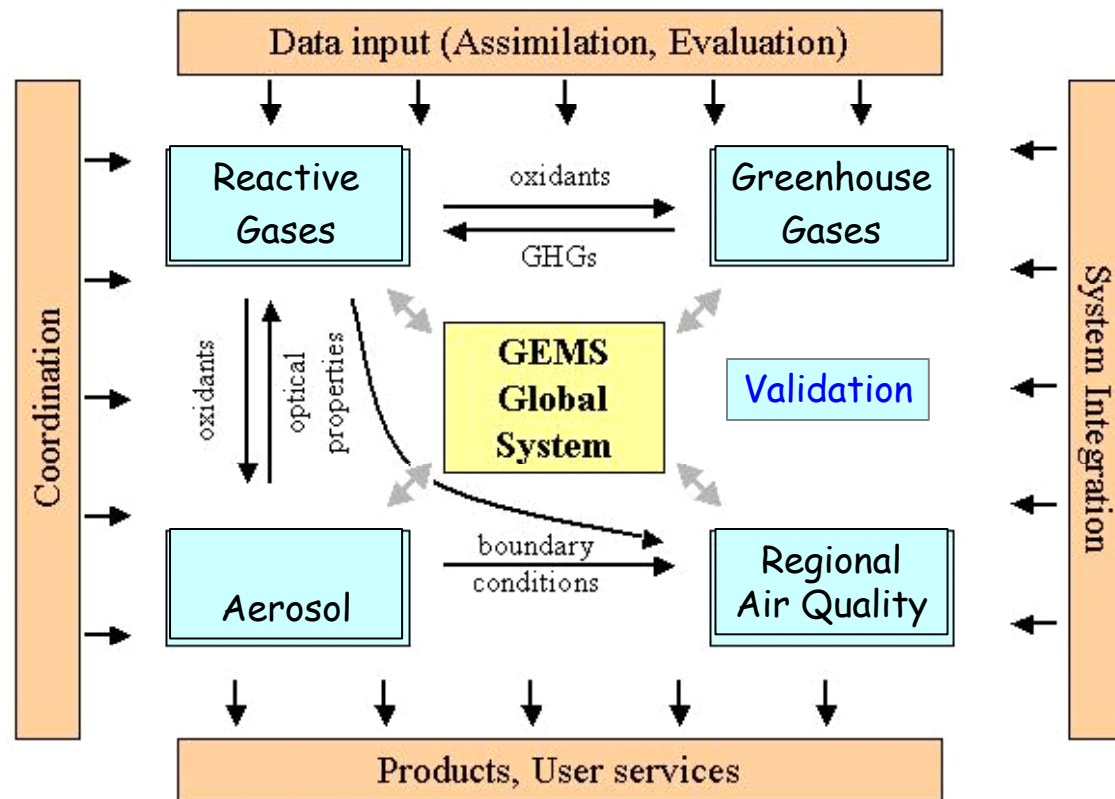 Data input (Assimilation, Evaluation)
Coordination
System Integration
Reactive
Gases
oxidants
GHGs
Greenhouse
Gases
oxidants
optical
properties
GEMS
Global
System
Validation
Aerosol
boundary
conditions
Regional
Air Quality
Products, User services